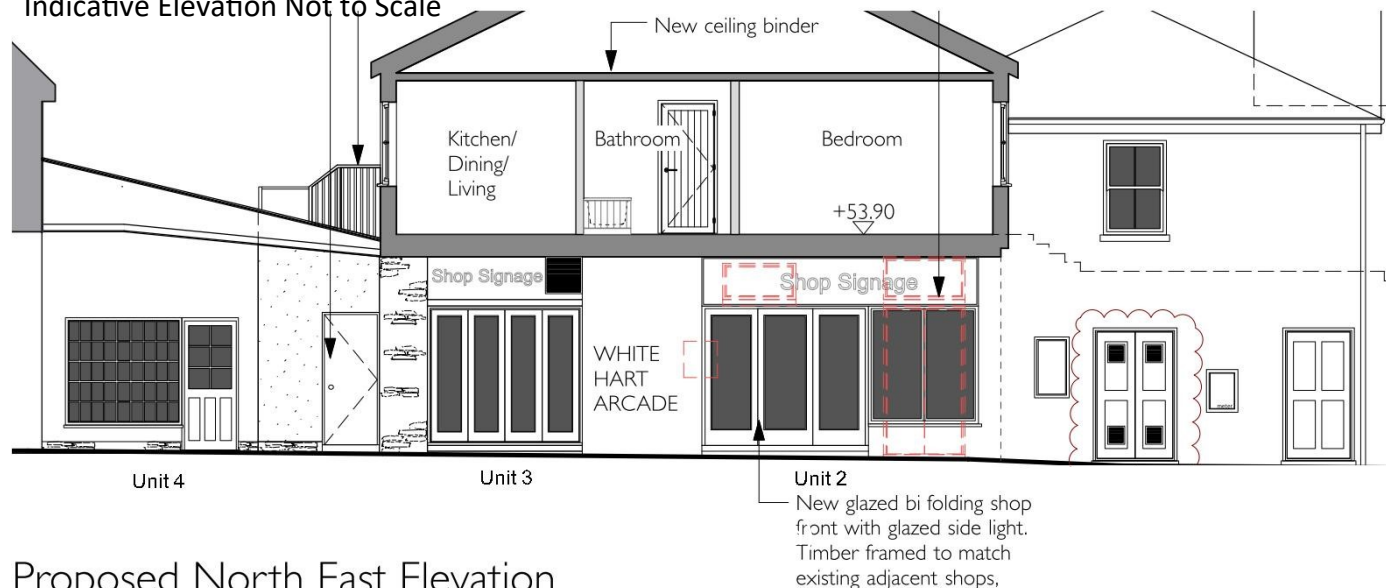 Indicative Elevation Not to Scale
New ceiling binder
Kitchen/
Dining/
Living
Bathroom
Bedroom
+53.90
Shop Signage
Shop Signage
WHITE
HART
ARCADE
meter
Unit 4
Unit 3
Unit 2
New glazed bi folding shop
front with glazed side light.
Timber framed to match
existing adjacent shops,
Proposed North East Elevation